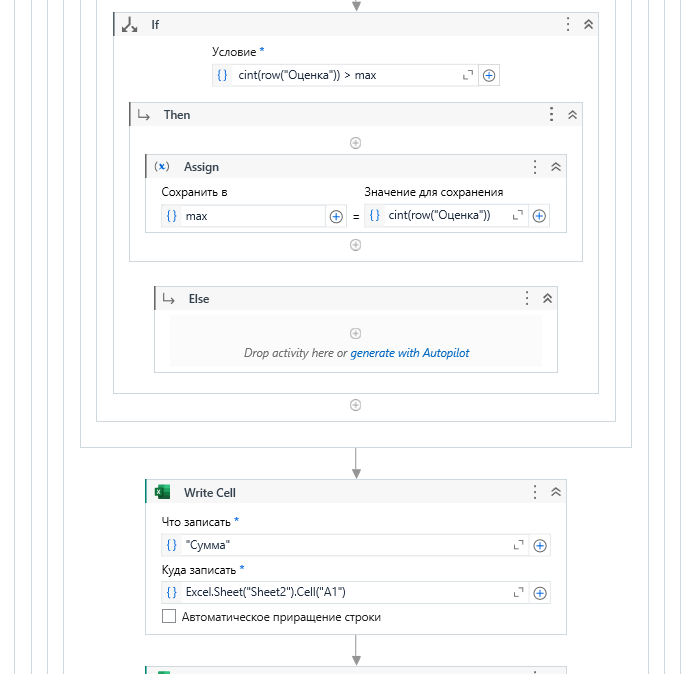 If
Условие *
{} cint(row("Оценка")) > max
Then
(x) Assign
Сохранить в
Значение для сохранения
{} max
=
{} cint(row("Оценка"))
Else
Drop activity here or generate with Autopilot
Write Cell
Что записать *
{} "Сумма"
Куда записать *
{} Excel.Sheet("Sheet2").Cell("A1")
Автоматическое приращение строки